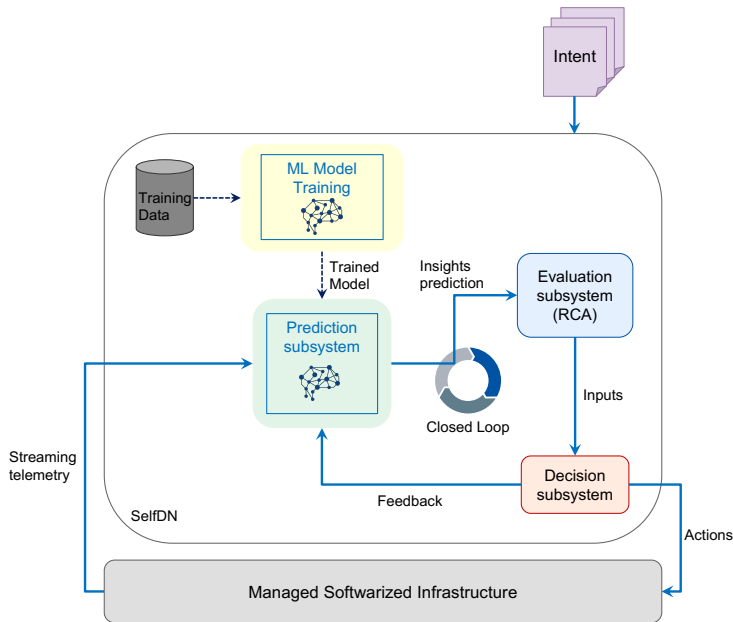 Intent
Training
Data
ML Model
Training
Trained
Model
Insights
prediction
Evaluation
subsystem
(RCA)
Prediction
subsystem
Closed Loop
Inputs
Streaming
telemetry
Feedback
Decision
subsystem
SelfDN
Actions
Managed Softwarized Infrastructure